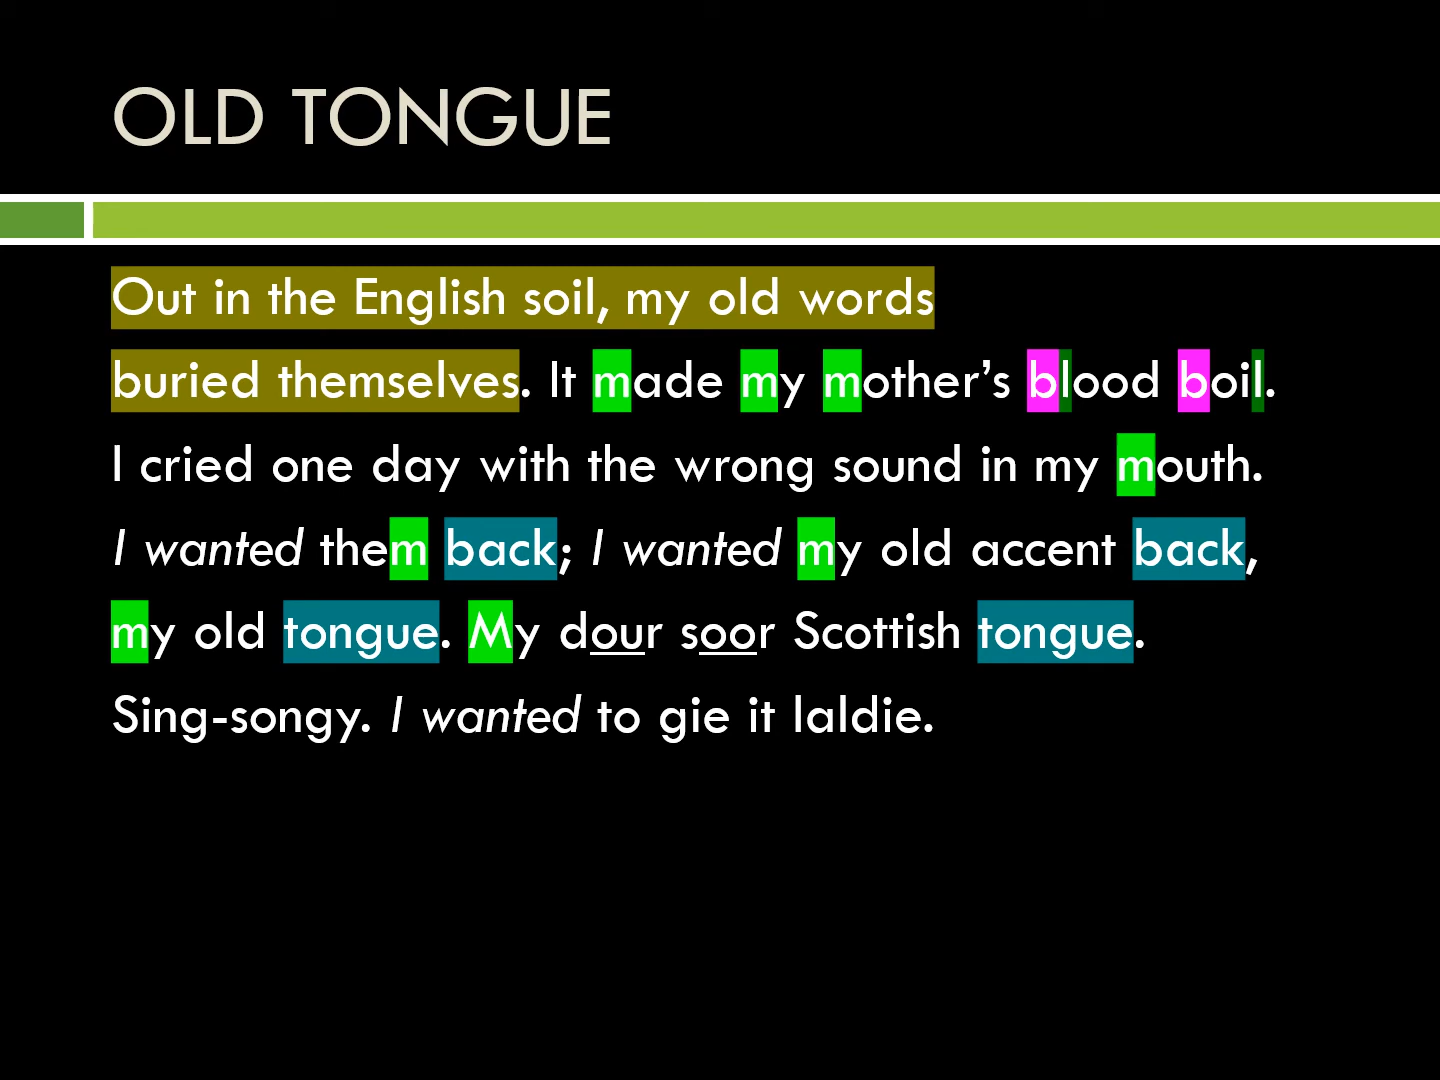 OLD TONGUE
Out in the English soil, my old words
buried themselves. It made my mother’s blood boil.
I cried one day with the wrong sound in my mouth.
I wanted them back; I wanted my old accent back,
my old tongue. My dour soor Scottish tongue.
Sing-songy. I wanted to gie it laldie.